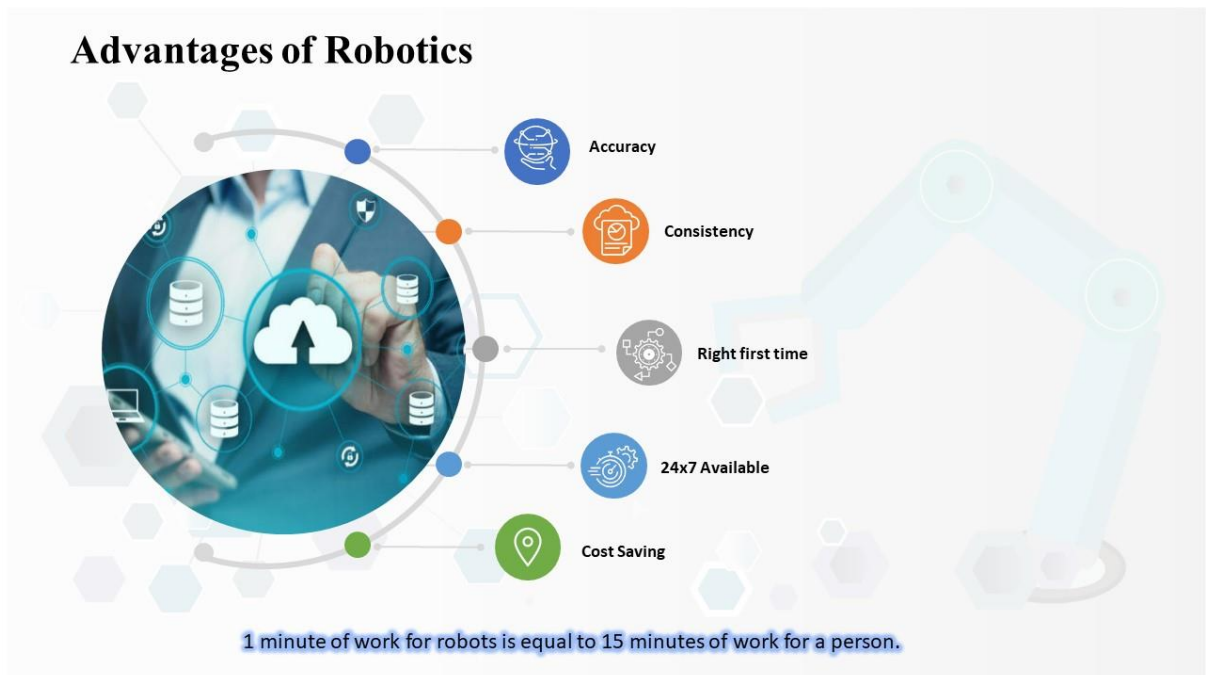 Advantages of Robotics
Accuracy
Consistency
Right first time
24x7 Available
Cost Saving
1 minute of work for robots is equal to 15 minutes of work for a person.